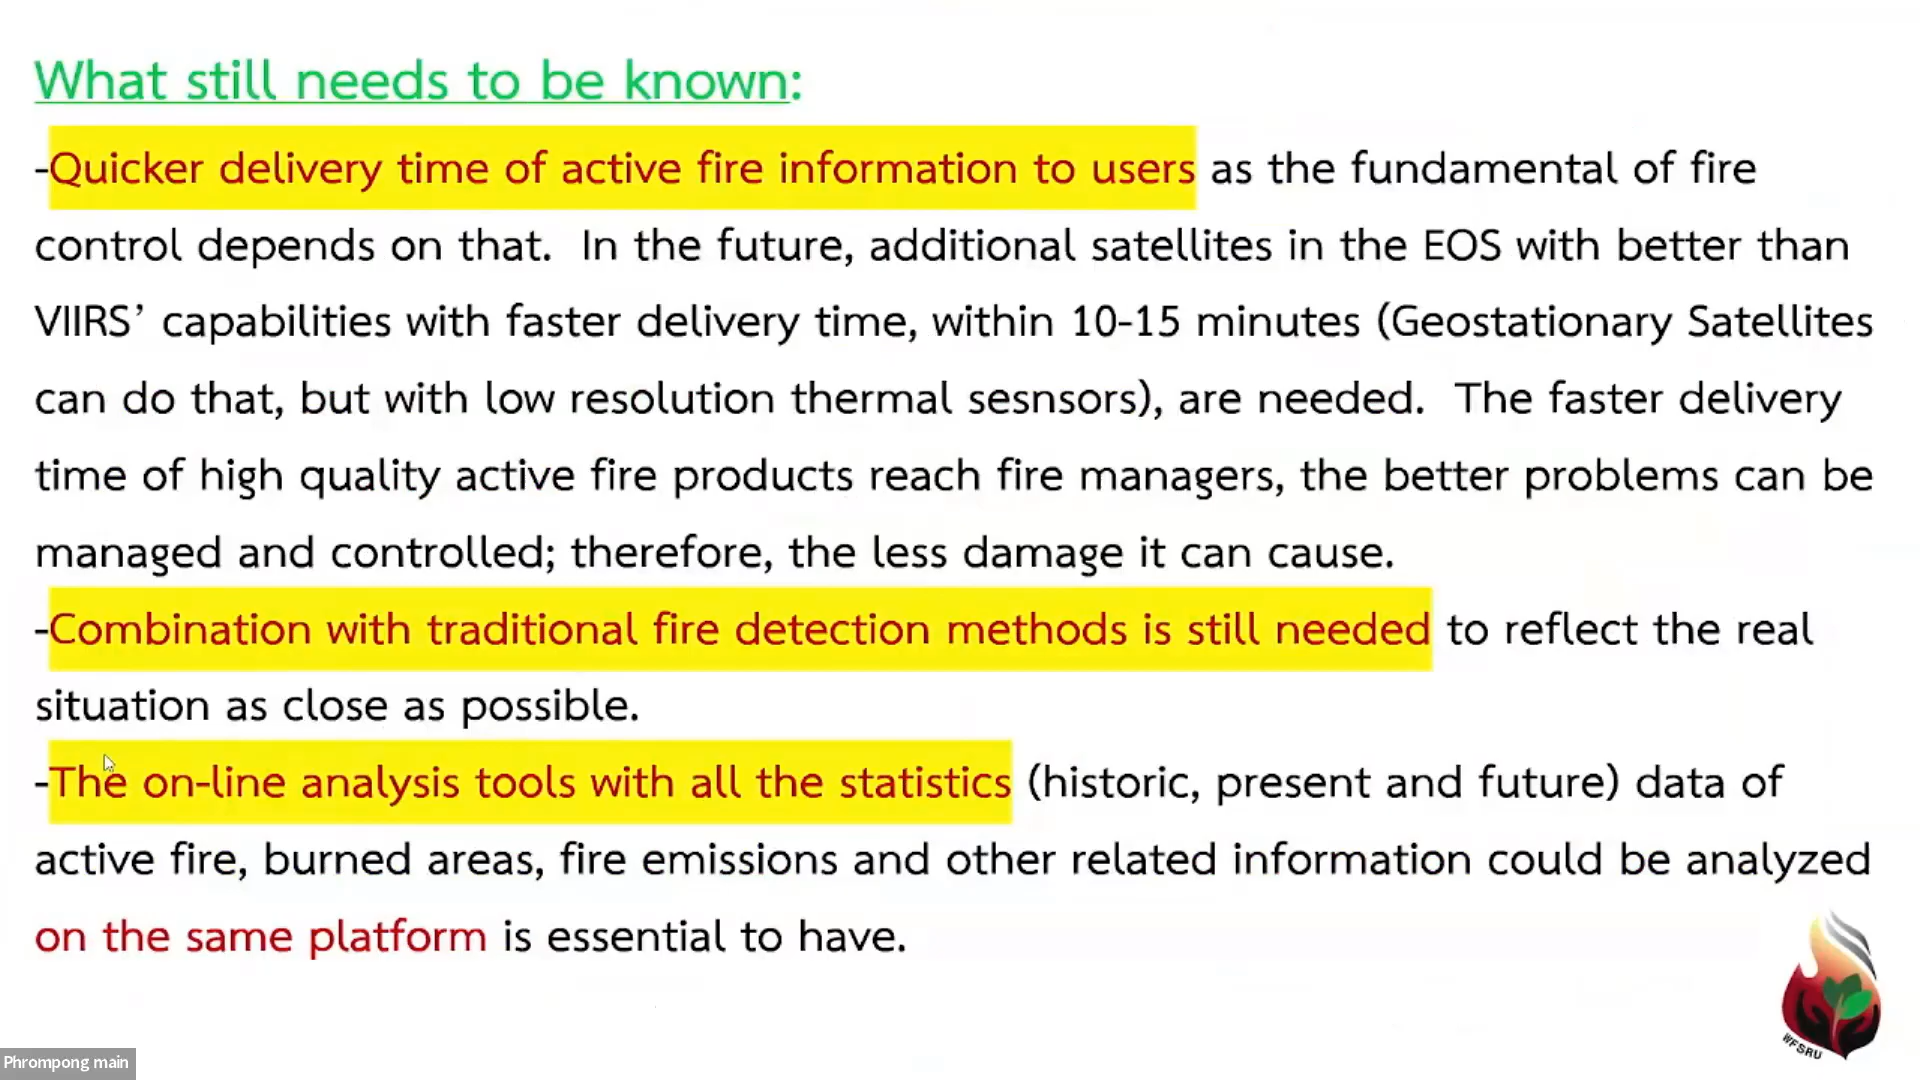 What still needs to be known:
-Quicker delivery time of active fire information to users as the fundamental of fire
control depends on that.  In the future, additional satellites in the EOS with better than
VIIRS’ capabilities with faster delivery time, within 10-15 minutes (Geostationary Satellites
can do that, but with low resolution thermal sesnsors), are needed.  The faster delivery
time of high quality active fire products reach fire managers, the better problems can be
managed and controlled; therefore, the less damage it can cause.
-Combination with traditional fire detection methods is still needed to reflect the real
situation as close as possible.
-The on-line analysis tools with all the statistics (historic, present and future) data of
active fire, burned areas, fire emissions and other related information could be analyzed
on the same platform is essential to have.
WFSRU
Phrompong main